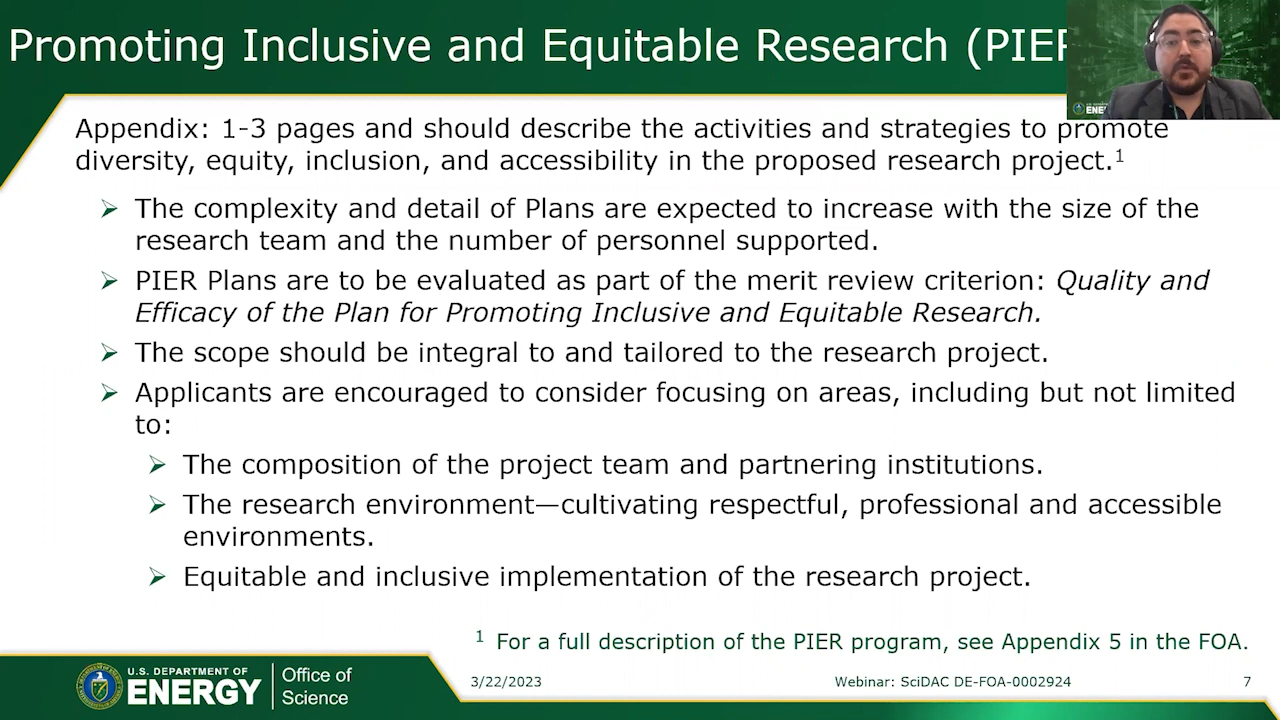 Promoting Inclusive and Equitable Research (PIER
ENE
Appendix: 1-3 pages and should describe the activities and strategies to promote
diversity, equity, inclusion, and accessibility in the proposed research project.1
➢ The complexity and detail of Plans are expected to increase with the size of the
research team and the number of personnel supported.
➢ PIER Plans are to be evaluated as part of the merit review criterion: Quality and
Efficacy of the Plan for Promoting Inclusive and Equitable Research.
➢ The scope should be integral to and tailored to the research project.
➢ Applicants are encouraged to consider focusing on areas, including but not limited
to:
➢ The composition of the project team and partnering institutions.
➢ The research environment—cultivating respectful, professional and accessible
environments.
➢ Equitable and inclusive implementation of the research project.
1 For a full description of the PIER program, see Appendix 5 in the FOA.
U.S. DEPARTMENT OF
ENERGY
Office of
Science
3/22/2023
Webinar: SciDAC DE-FOA-0002924
7